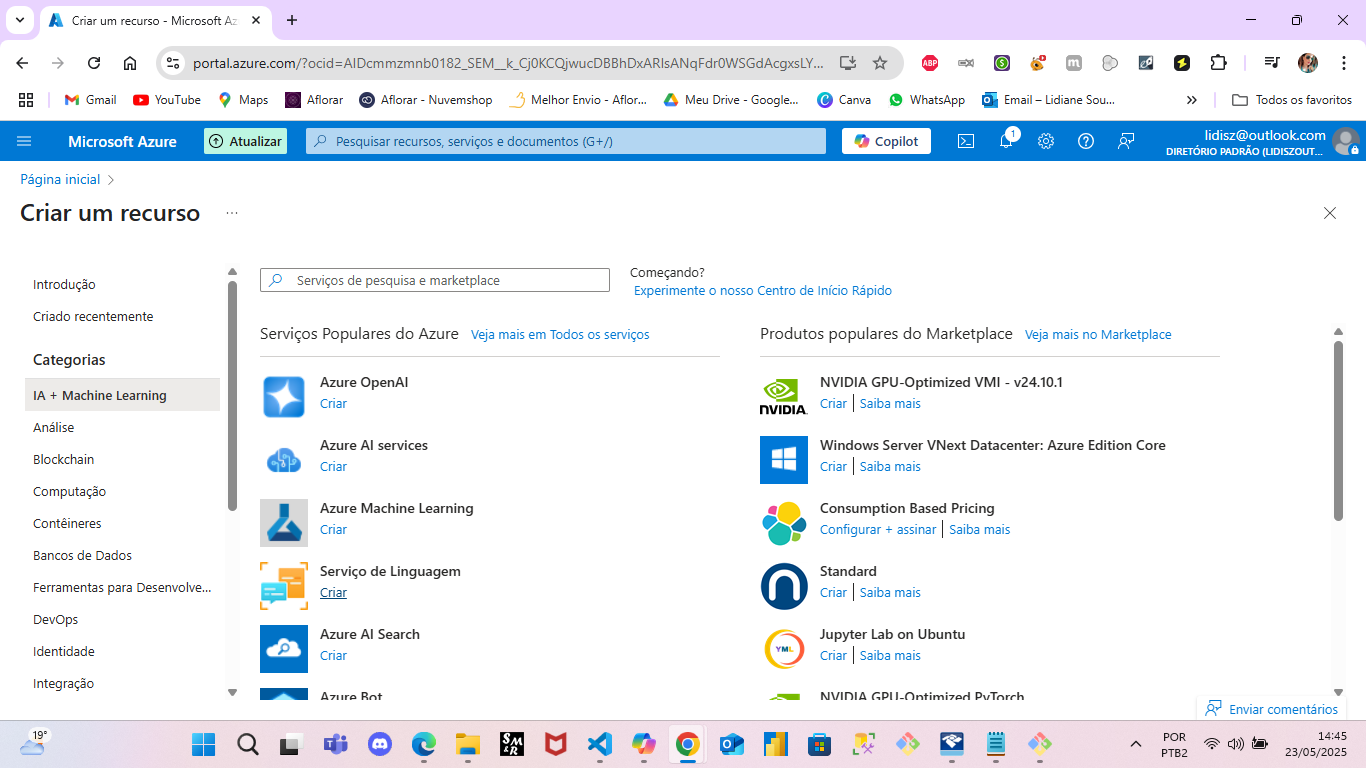 Criar um recurso - Microsoft Az
portal.azure.com/?ocid=AIDcmmzmnb0182_SEM__k_Cj0KCQjwucDBBhDxARIsANqFdr0WSGdAcgxsLY...
ABP
Gmail
YouTube
Maps
Aflorar
Aflorar - Nuvemshop
Melhor Envio - Aflor...
Meu Drive - Google...
Canva
WhatsApp
Email – Lidiane Sou...
Todos os favoritos
Microsoft Azure
Atualizar
Pesquisar recursos, serviços e documentos (G+/)
Copilot
1
lidisz@outlook.com
DIRETÓRIO PADRÃO (LIDISZOUT...
Página inicial
Criar um recurso
Introdução
Criado recentemente
Categorias
IA + Machine Learning
Análise
Blockchain
Computação
Contêineres
Bancos de Dados
Ferramentas para Desenvolve...
DevOps
Identidade
Integração
Serviços de pesquisa e marketplace
Começando?
Experimente o nosso Centro de Início Rápido
Serviços Populares do Azure
Veja mais em Todos os serviços
Azure OpenAI
Criar
Azure AI services
Criar
Azure Machine Learning
Criar
Serviço de Linguagem
Criar
Azure AI Search
Criar
Azure Bot
Produtos populares do Marketplace
Veja mais no Marketplace
NVIDIA
NVIDIA GPU-Optimized VMI - v24.10.1
Criar | Saiba mais
Windows Server VNext Datacenter: Azure Edition Core
Criar | Saiba mais
Consumption Based Pricing
Configurar + assinar | Saiba mais
Standard
Criar | Saiba mais
YML
Jupyter Lab on Ubuntu
Criar | Saiba mais
NVIDIA GPU-Optimized PyTorch
Enviar comentários
19°
SM&R
POR
PTB2
14:45
23/05/2025